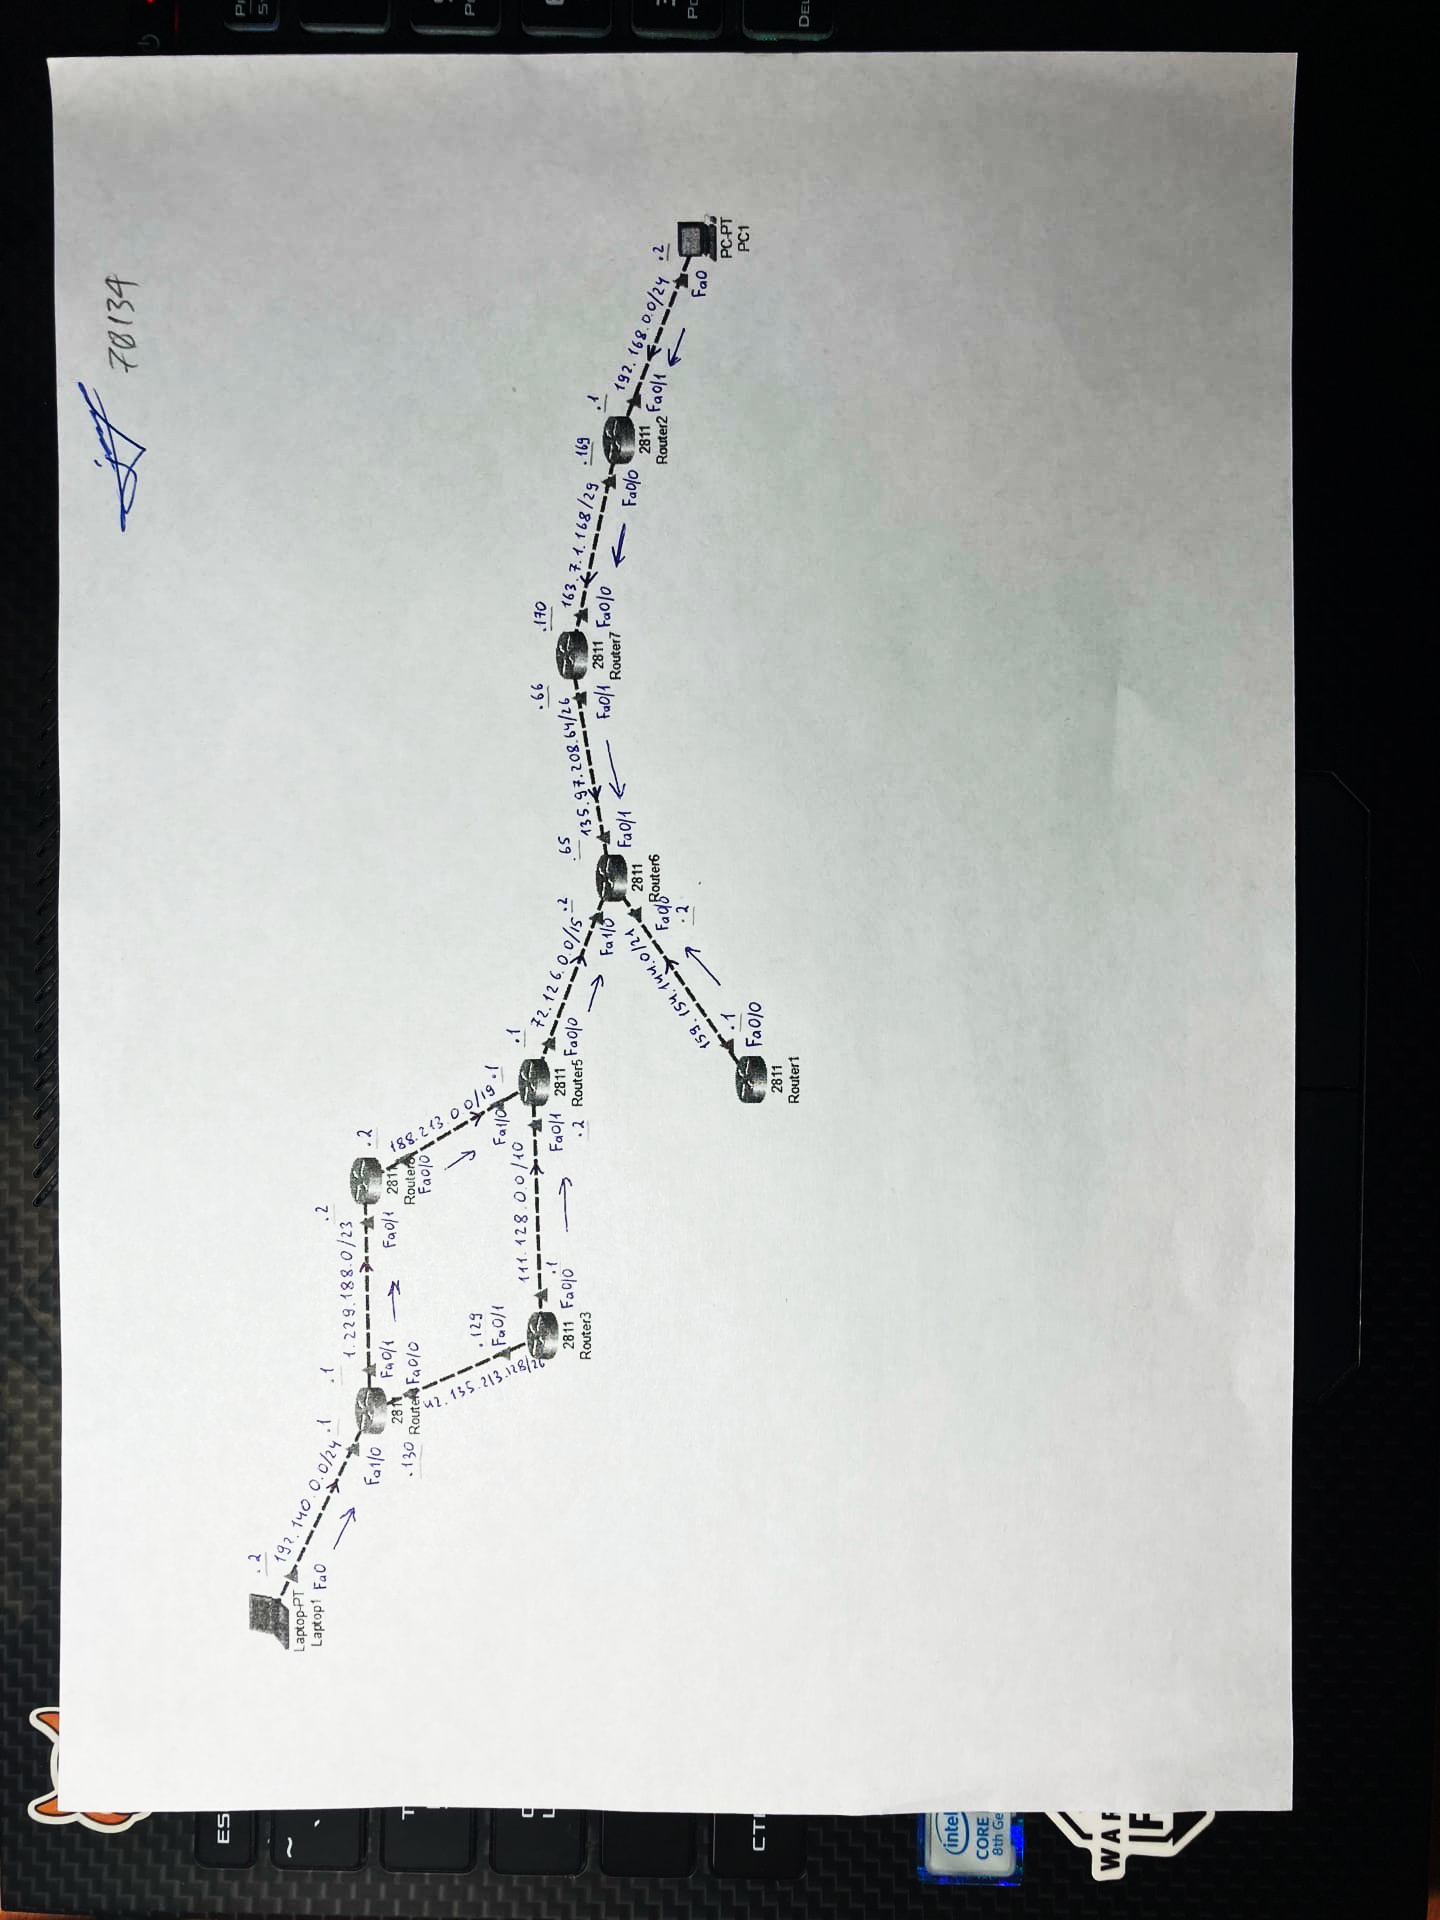 78134
.2
192.140.0.0/24
.1
Laptop-PT
Laptop1
Fa0
Fa1/0
.1
1.229.188.0/23
.2
2811
Fa0/1
Fa0/0
.130
Fa0/1
.2
188.213.0.0/19
.1
Fa0/0
Fa1/0
135.213.128/26
.129
Fa0/1
2811
Router3
.1
Fa0/0
111.128.0.0/10
Fa0/1
.2
.1
2811
Router5
Fa0/0
72.126.0.0/15
.2
Fa1/0
2811
Router1
.1
Fa0/0
Fa0/0
.2
2811
Router6
.65
Fa0/1
135.97.208.64/26
.66
Fa0/1
2811
Router7
.170
Fa0/0
163.7.1.168/29
.169
Fa0/0
2811
Router2
.1
Fa0/1
192.168.0.0/24
.2
Fa0
PC-PT
PC1
intel
CORE
8th Ge
ESC